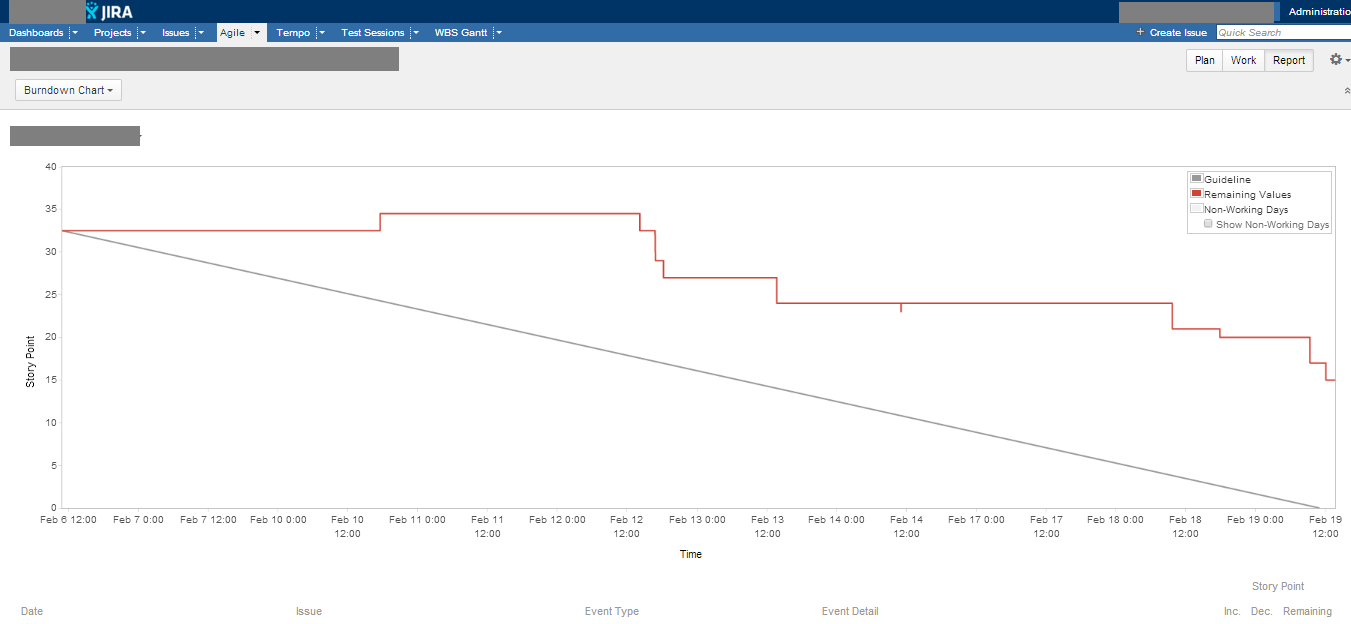 JIRA
Administratio
Dashboards Projects Issues Agile Tempo Test Sessions WBS Gantt + Create Issue Quick Search
Plan Work Report
Burndown Chart
40
35
30
25
20
15
10
5
0
Story Point
Guideline
Remaining Values
Non-Working Days
Show Non-Working Days
Feb 6 12:00 Feb 7 0:00 Feb 7 12:00 Feb 10 0:00 Feb 10 Feb 11 0:00 Feb 11 Feb 12 0:00 Feb 12 Feb 13 0:00 Feb 13 Feb 14 0:00 Feb 14 Feb 17 0:00 Feb 17 Feb 18 0:00 Feb 18 Feb 19 0:00 Feb 19
12:00 12:00 12:00 12:00 12:00 12:00 12:00 12:00
Time
Story Point
Date Issue Event Type Event Detail Inc. Dec. Remaining